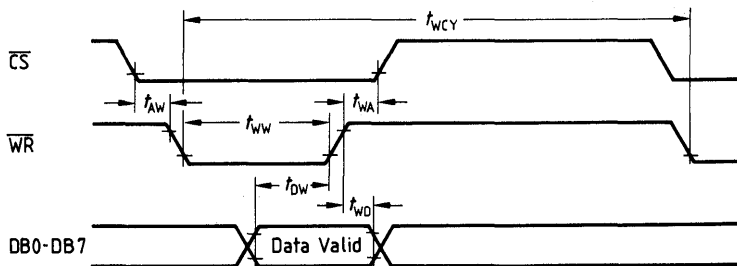 tWCY
CS
tAW
tWA
tWW
WR
tDW
tWD
DB0-DB7
Data Valid